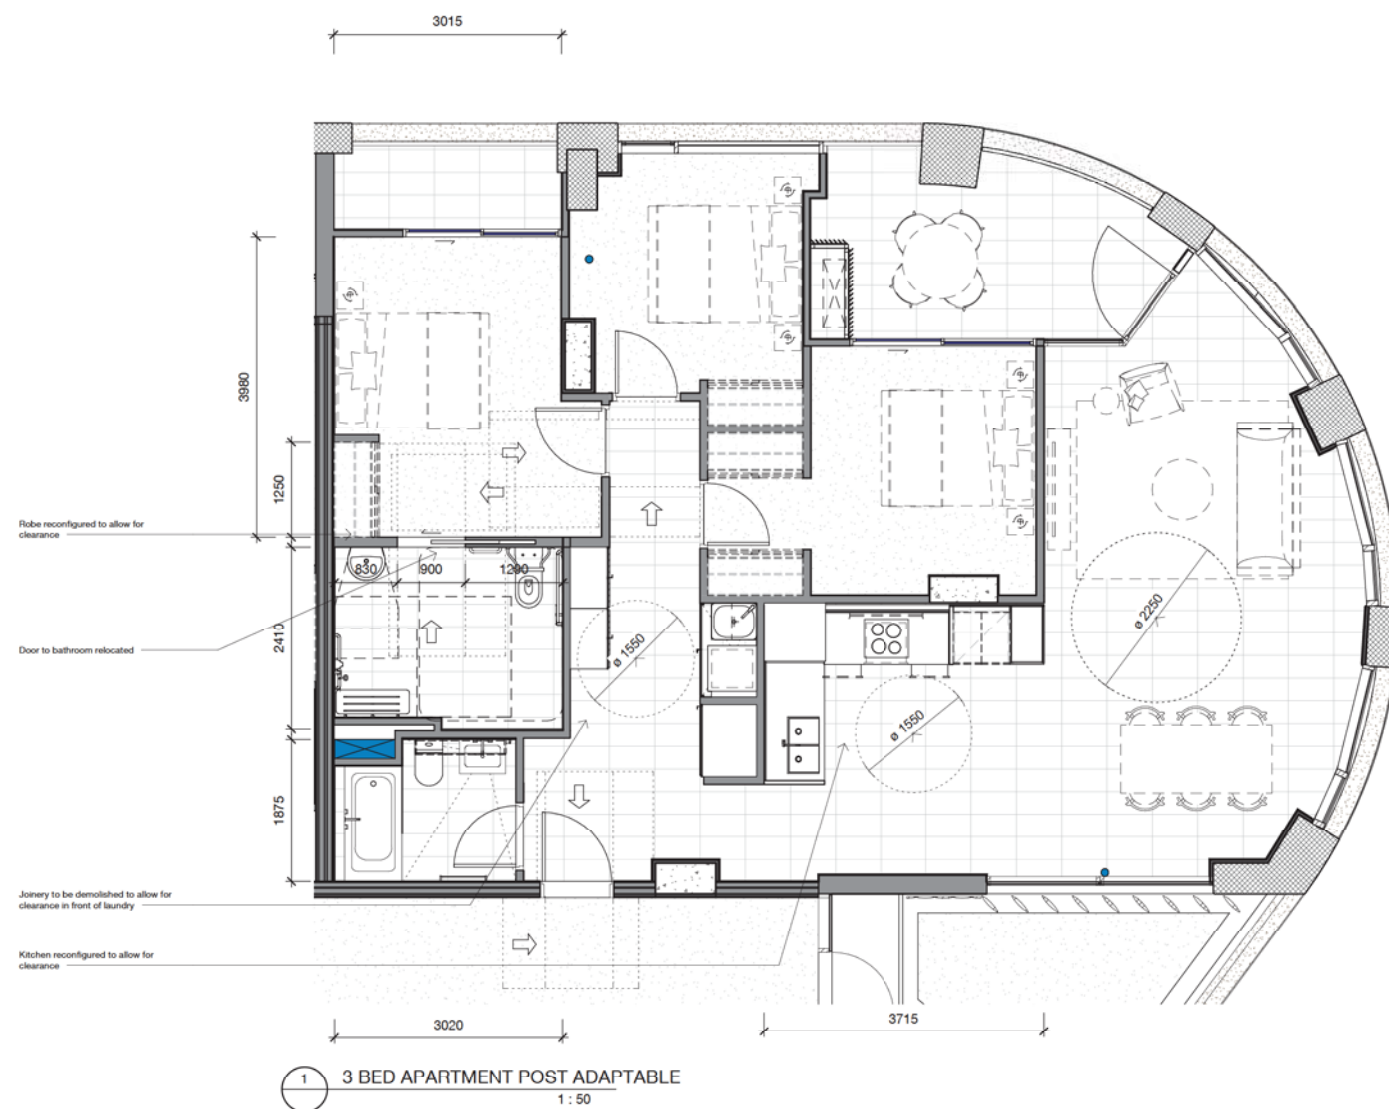 3015
3980
1250
Robe reconfigured to allow for
clearance
830
900
1290
2410
Door to bathroom relocated
ø 1550
ø 2250
ø 1550
1875
Joinery to be demolished to allow for
clearance in front of laundry
Kitchen reconfigured to allow for
clearance
3020
3715
1
3 BED APARTMENT POST ADAPTABLE
1 : 50